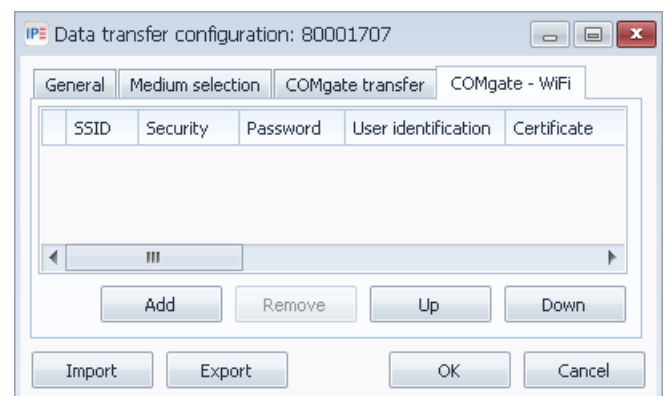 IPE Data transfer configuration: 80001707
General Medium selection COMgate transfer COMgate - WiFi
SSID Security Password User identification Certificate
Add Remove Up Down
Import Export OK Cancel